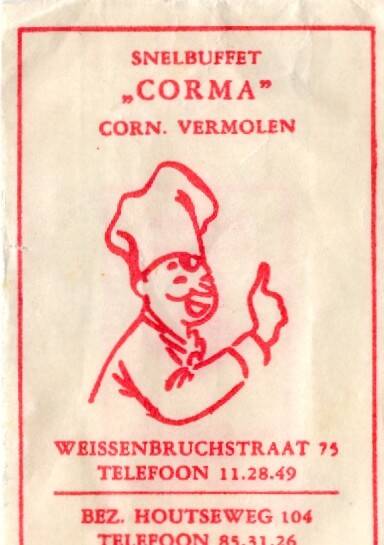 SNELBUFFET
„CORMA”
CORN. VERMOLEN
WEISSENBRUCHSTRAAT 75
TELEFOON 11.28.49
BEZ. HOUTSEWEG 104
TELEFOON 85.31.26